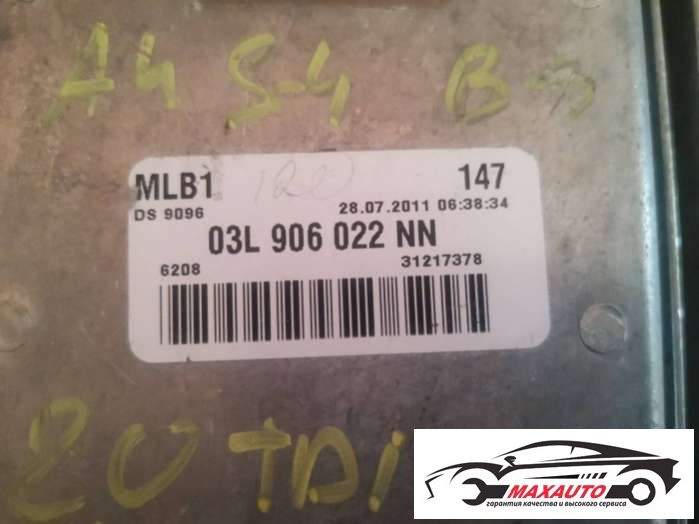 A4 S-4 B-8
MLB1 147
DS 9096 28.07.2011 06:38:34
03L 906 022 NN
6208 31217378
2.0 TDI
MAXAUTO
гарантия качества и высокого сервиса